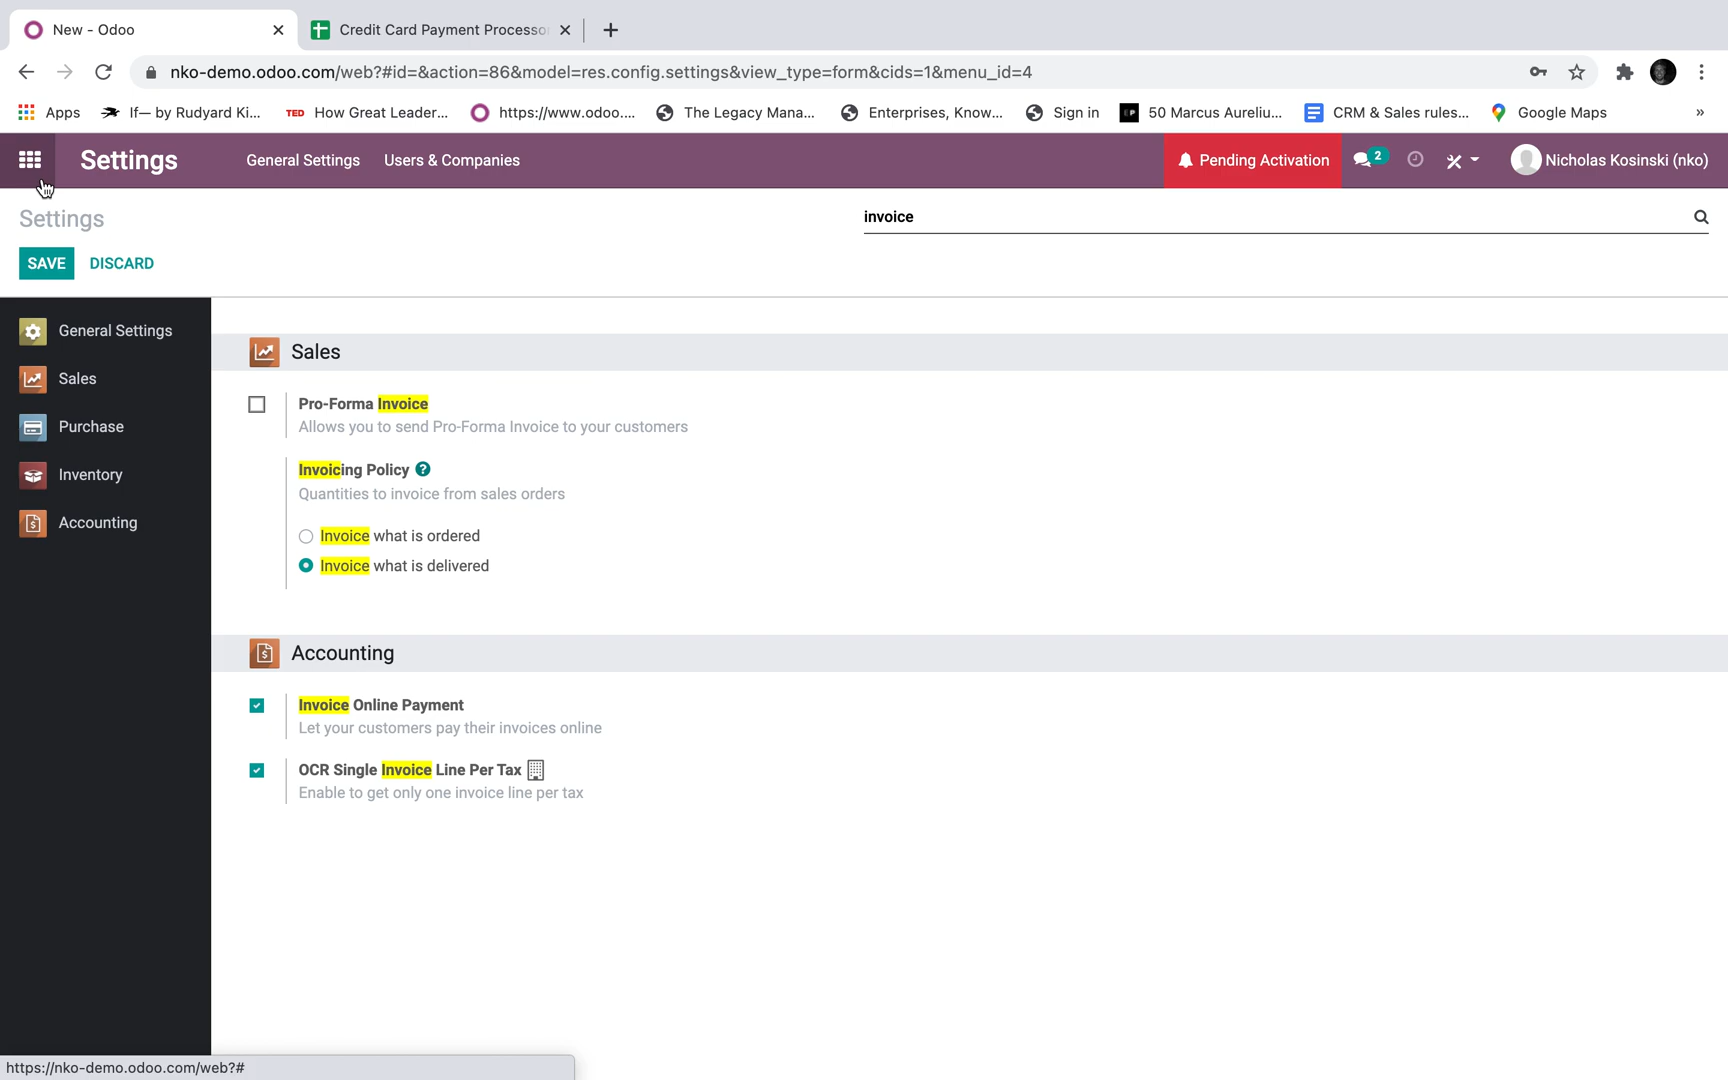 New - Odoo
Credit Card Payment Processo
nko-demo.odoo.com/web?#id=&action=86&model=res.config.settings&view_type=form&cids=1&menu_id=4
Apps
If— by Rudyard Ki...
TED How Great Leader...
https://www.odoo....
The Legacy Mana...
Enterprises, Know...
Sign in
50 Marcus Aureliu...
CRM & Sales rules...
Google Maps
»
Settings
General Settings
Users & Companies
Pending Activation
2
Nicholas Kosinski (nko)
Settings
invoice
SAVE
DISCARD
General Settings
Sales
Purchase
Inventory
Accounting
Sales
Pro-Forma Invoice
Allows you to send Pro-Forma Invoice to your customers
Invoicing Policy ?
Quantities to invoice from sales orders
Invoice what is ordered
Invoice what is delivered
Accounting
Invoice Online Payment
Let your customers pay their invoices online
OCR Single Invoice Line Per Tax
Enable to get only one invoice line per tax
https://nko-demo.odoo.com/web?#